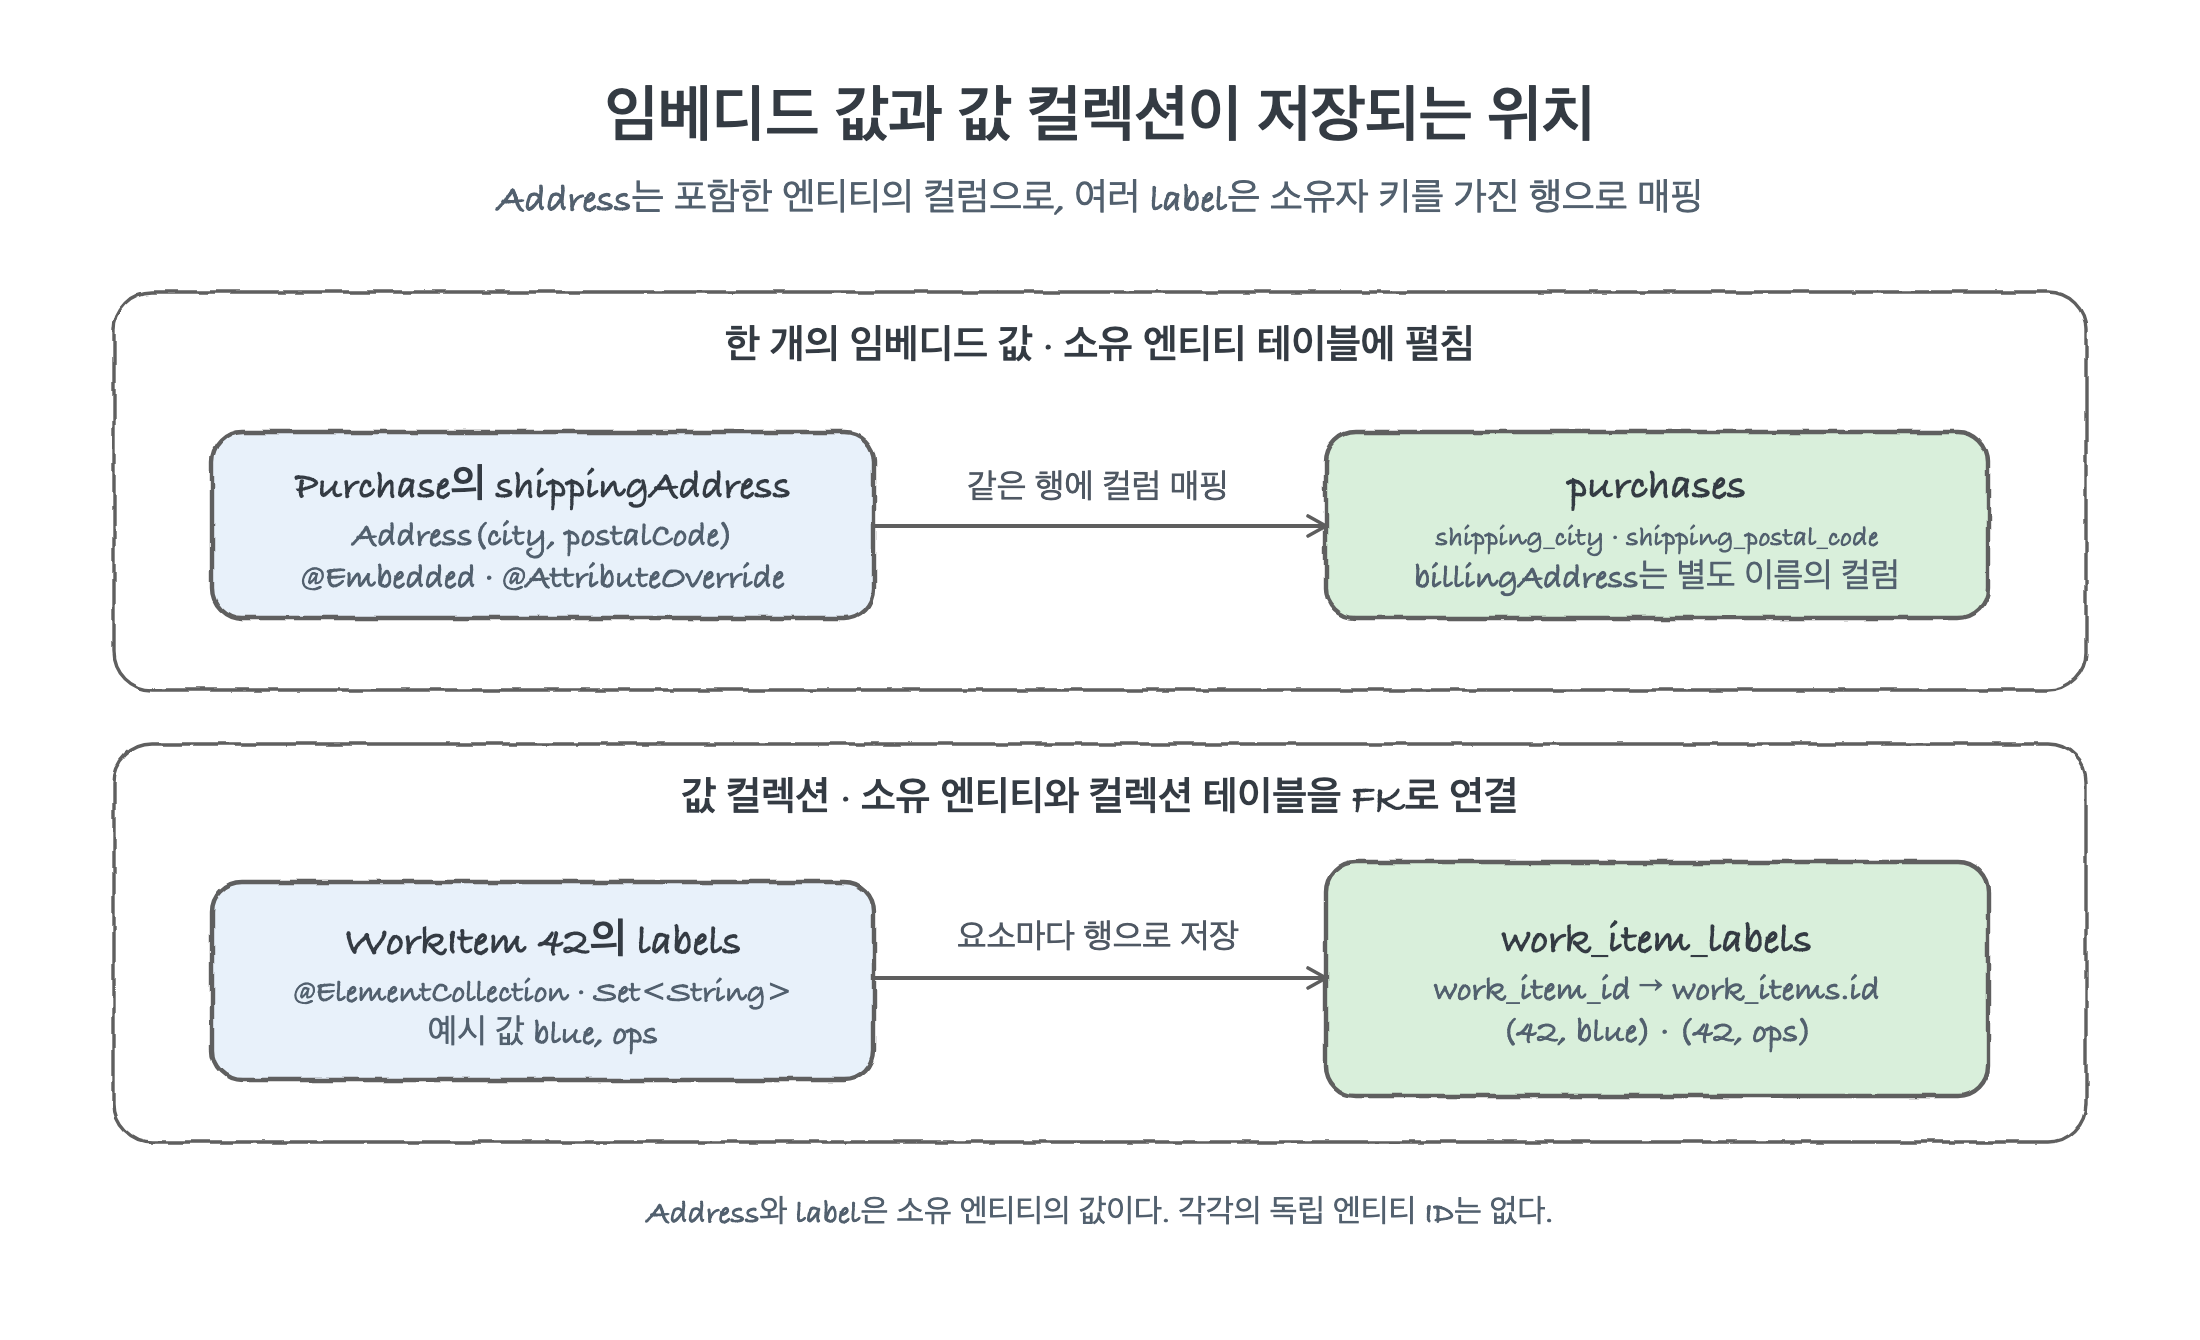 임베디드 값과 값 컬렉션이 저장되는 위치
Address는 포함한 엔티티의 컬럼으로, 여러 label은 소유자 키를 가진 행으로 매핑
한 개의 임베디드 값 · 소유 엔티티 테이블에 펼침
Purchase의 shippingAddress
Address(city, postalCode)
@Embedded · @AttributeOverride
같은 행에 컬럼 매핑
purchases
shipping_city · shipping_postal_code
billingAddress는 별도 이름의 컬럼
값 컬렉션 · 소유 엔티티와 컬렉션 테이블을 FK로 연결
WorkItem 42의 labels
@ElementCollection · Set<String>
예시 값 blue, ops
요소마다 행으로 저장
work_item_labels
work_item_id → work_items.id
(42, blue) · (42, ops)
Address와 label은 소유 엔티티의 값이다. 각각의 독립 엔티티 ID는 없다.